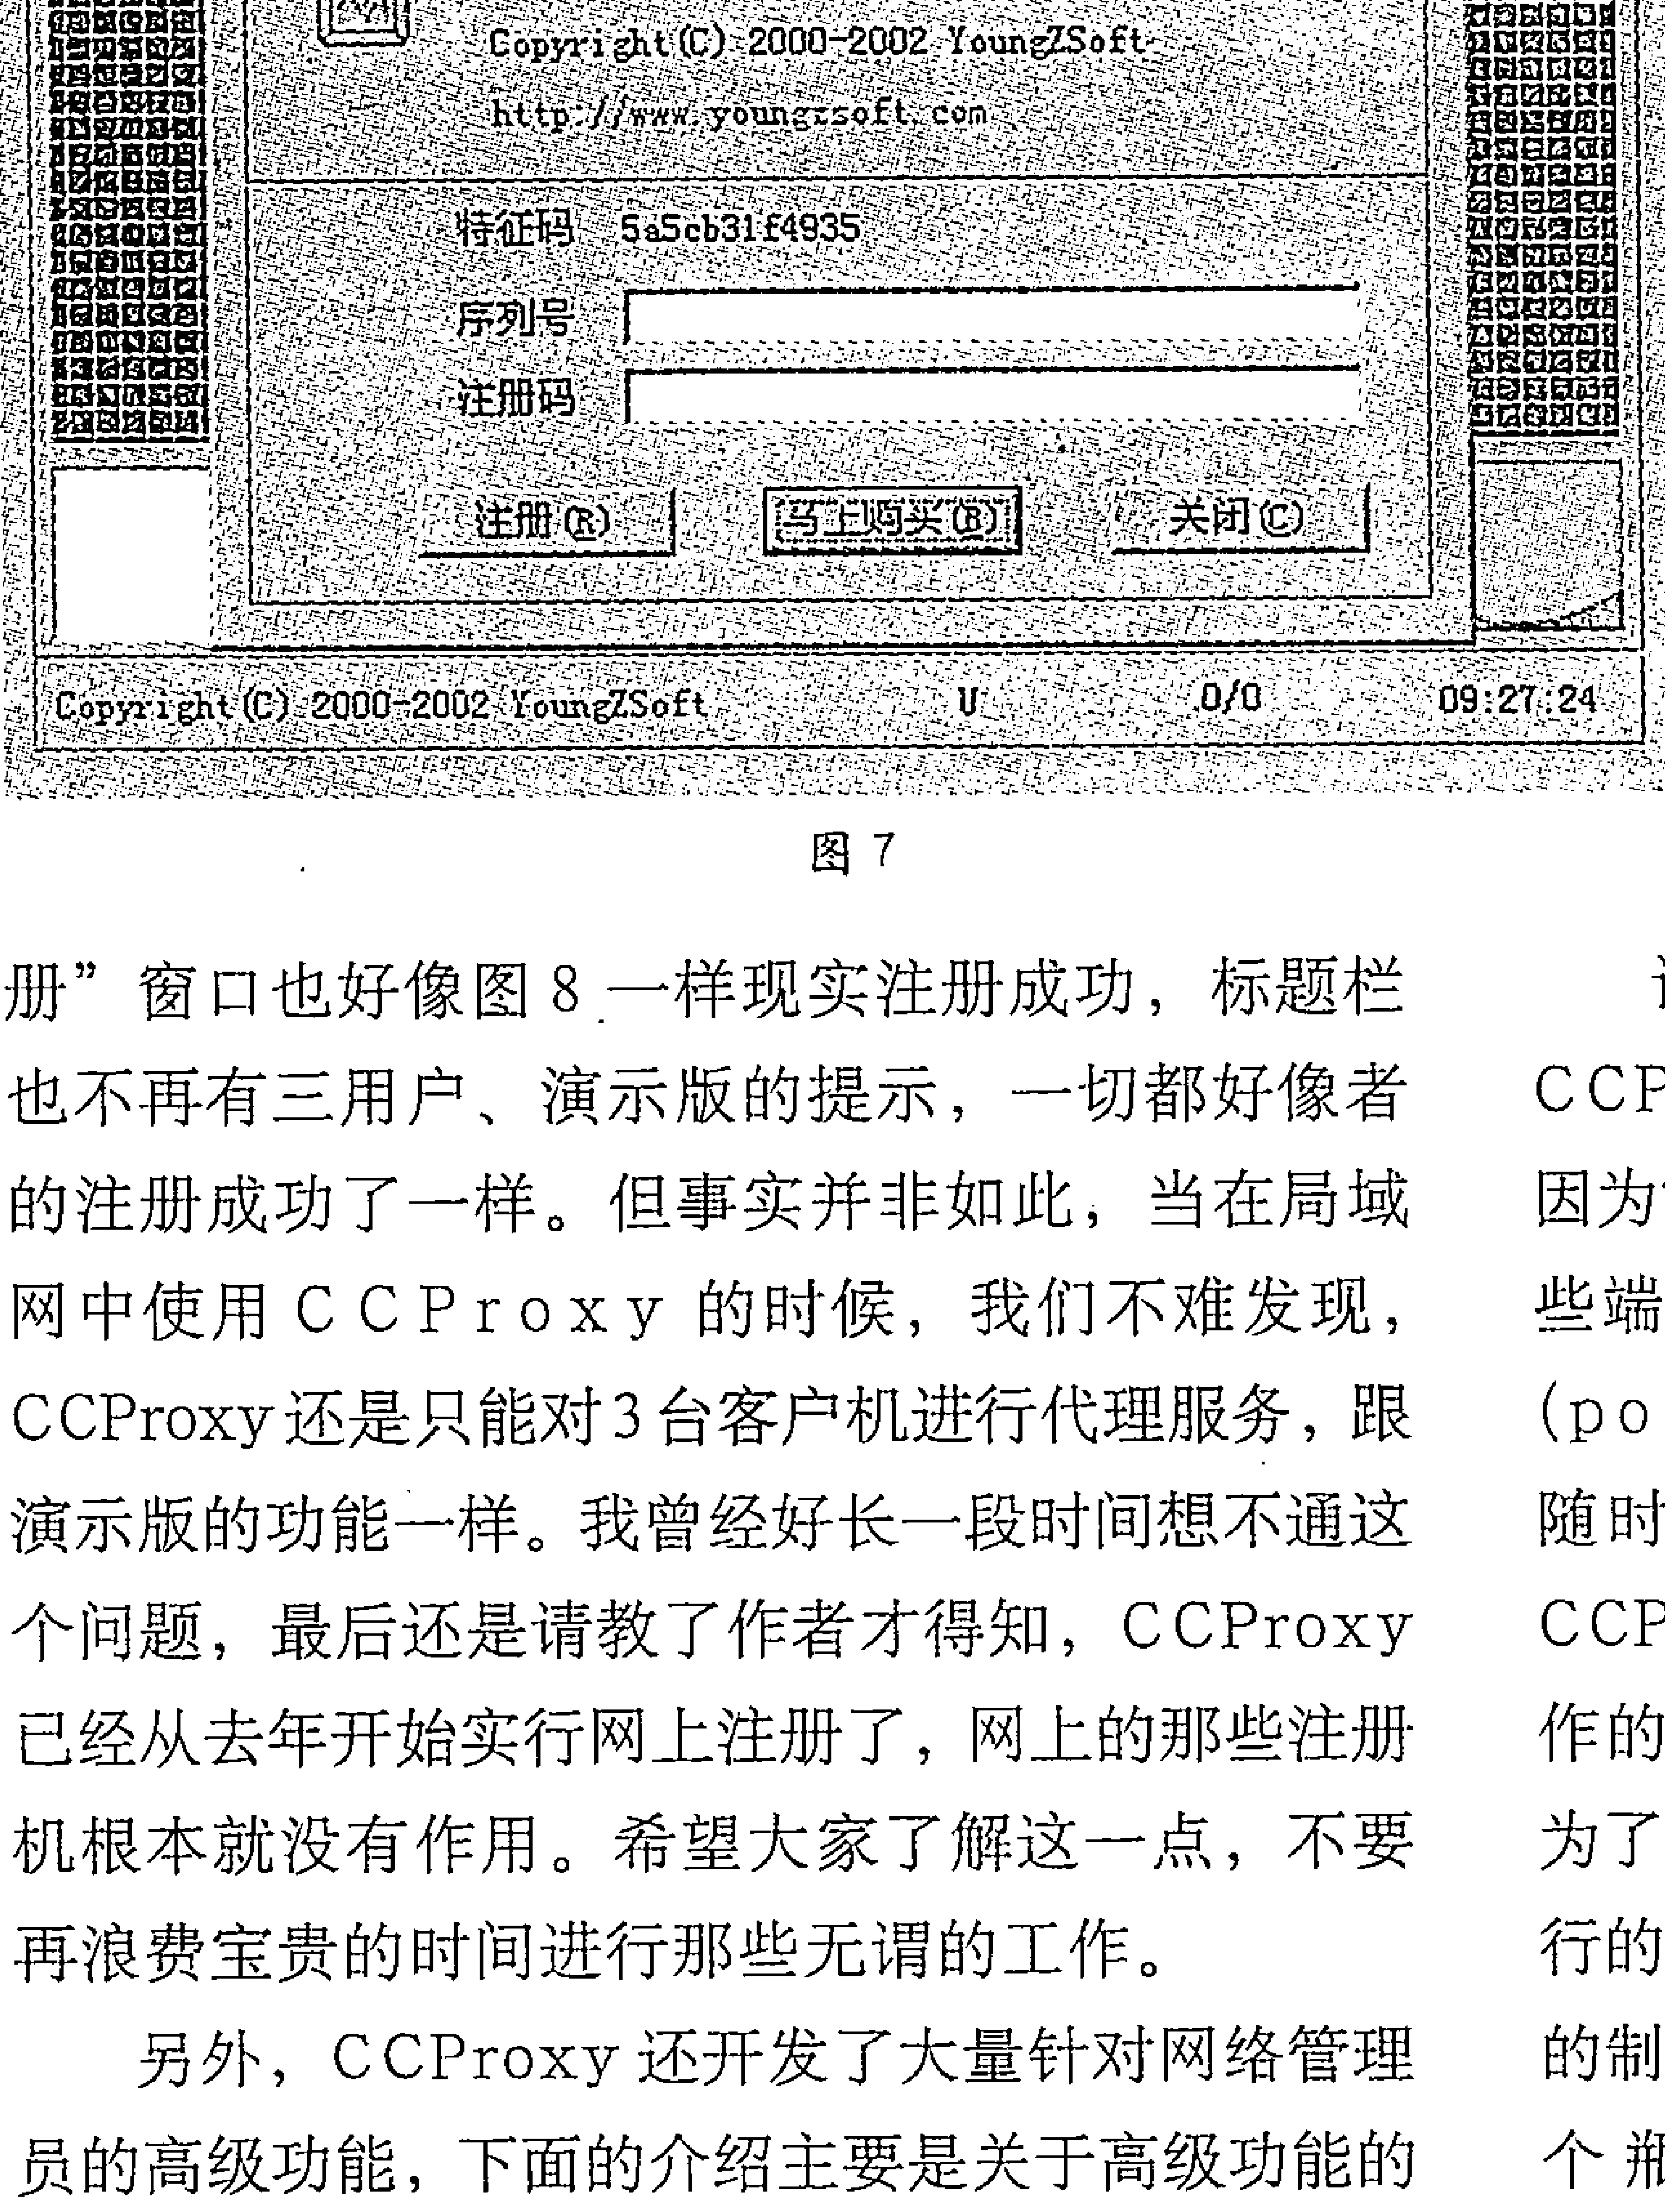 Copyright(C) 2000-2002 YoungZSoft
http://www.youngzsoft.com
特征码 5a5cb31f4935
序列号
注册码
注册(R) 马上购买(B) 关闭(C)
Copyright(C) 2000-2002 YoungZSoft U 0/0 09:27:24
图 7
册”窗口也好像图 8 一样现实注册成功，标题栏
也不再有三用户、演示版的提示，一切都好像者
的注册成功了一样。但事实并非如此，当在局域
网中使用 CCProxy 的时候，我们不难发现，
CCProxy还是只能对3台客户机进行代理服务，跟
演示版的功能一样。我曾经好长一段时间想不通这
个问题，最后还是请教了作者才得知，CCProxy
已经从去年开始实行网上注册了，网上的那些注册
机根本就没有作用。希望大家了解这一点，不要
再浪费宝贵的时间进行那些无谓的工作。
另外，CCProxy 还开发了大量针对网络管理
员的高级功能，下面的介绍主要是关于高级功能的
CCP
因为
些端
(po
随时
CCP
作的
为了
行的
的制
个